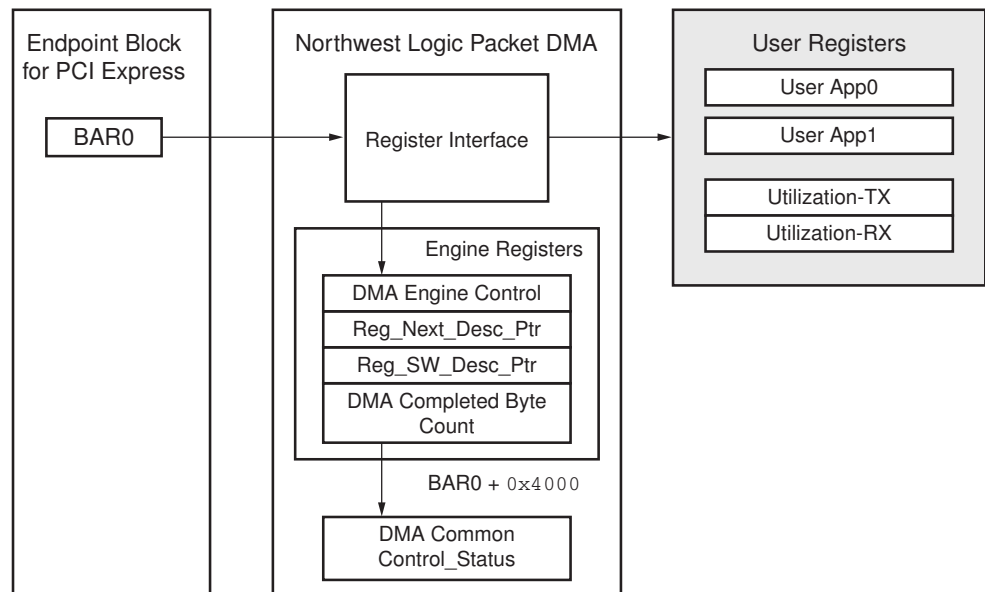 Endpoint Block
for PCI Express
BAR0
Northwest Logic Packet DMA
Register Interface
Engine Registers
DMA Engine Control
Reg_Next_Desc_Ptr
Reg_SW_Desc_Ptr
DMA Completed Byte
Count
BAR0 + 0x4000
DMA Common
Control_Status
User Registers
User App0
User App1
Utilization-TX
Utilization-RX